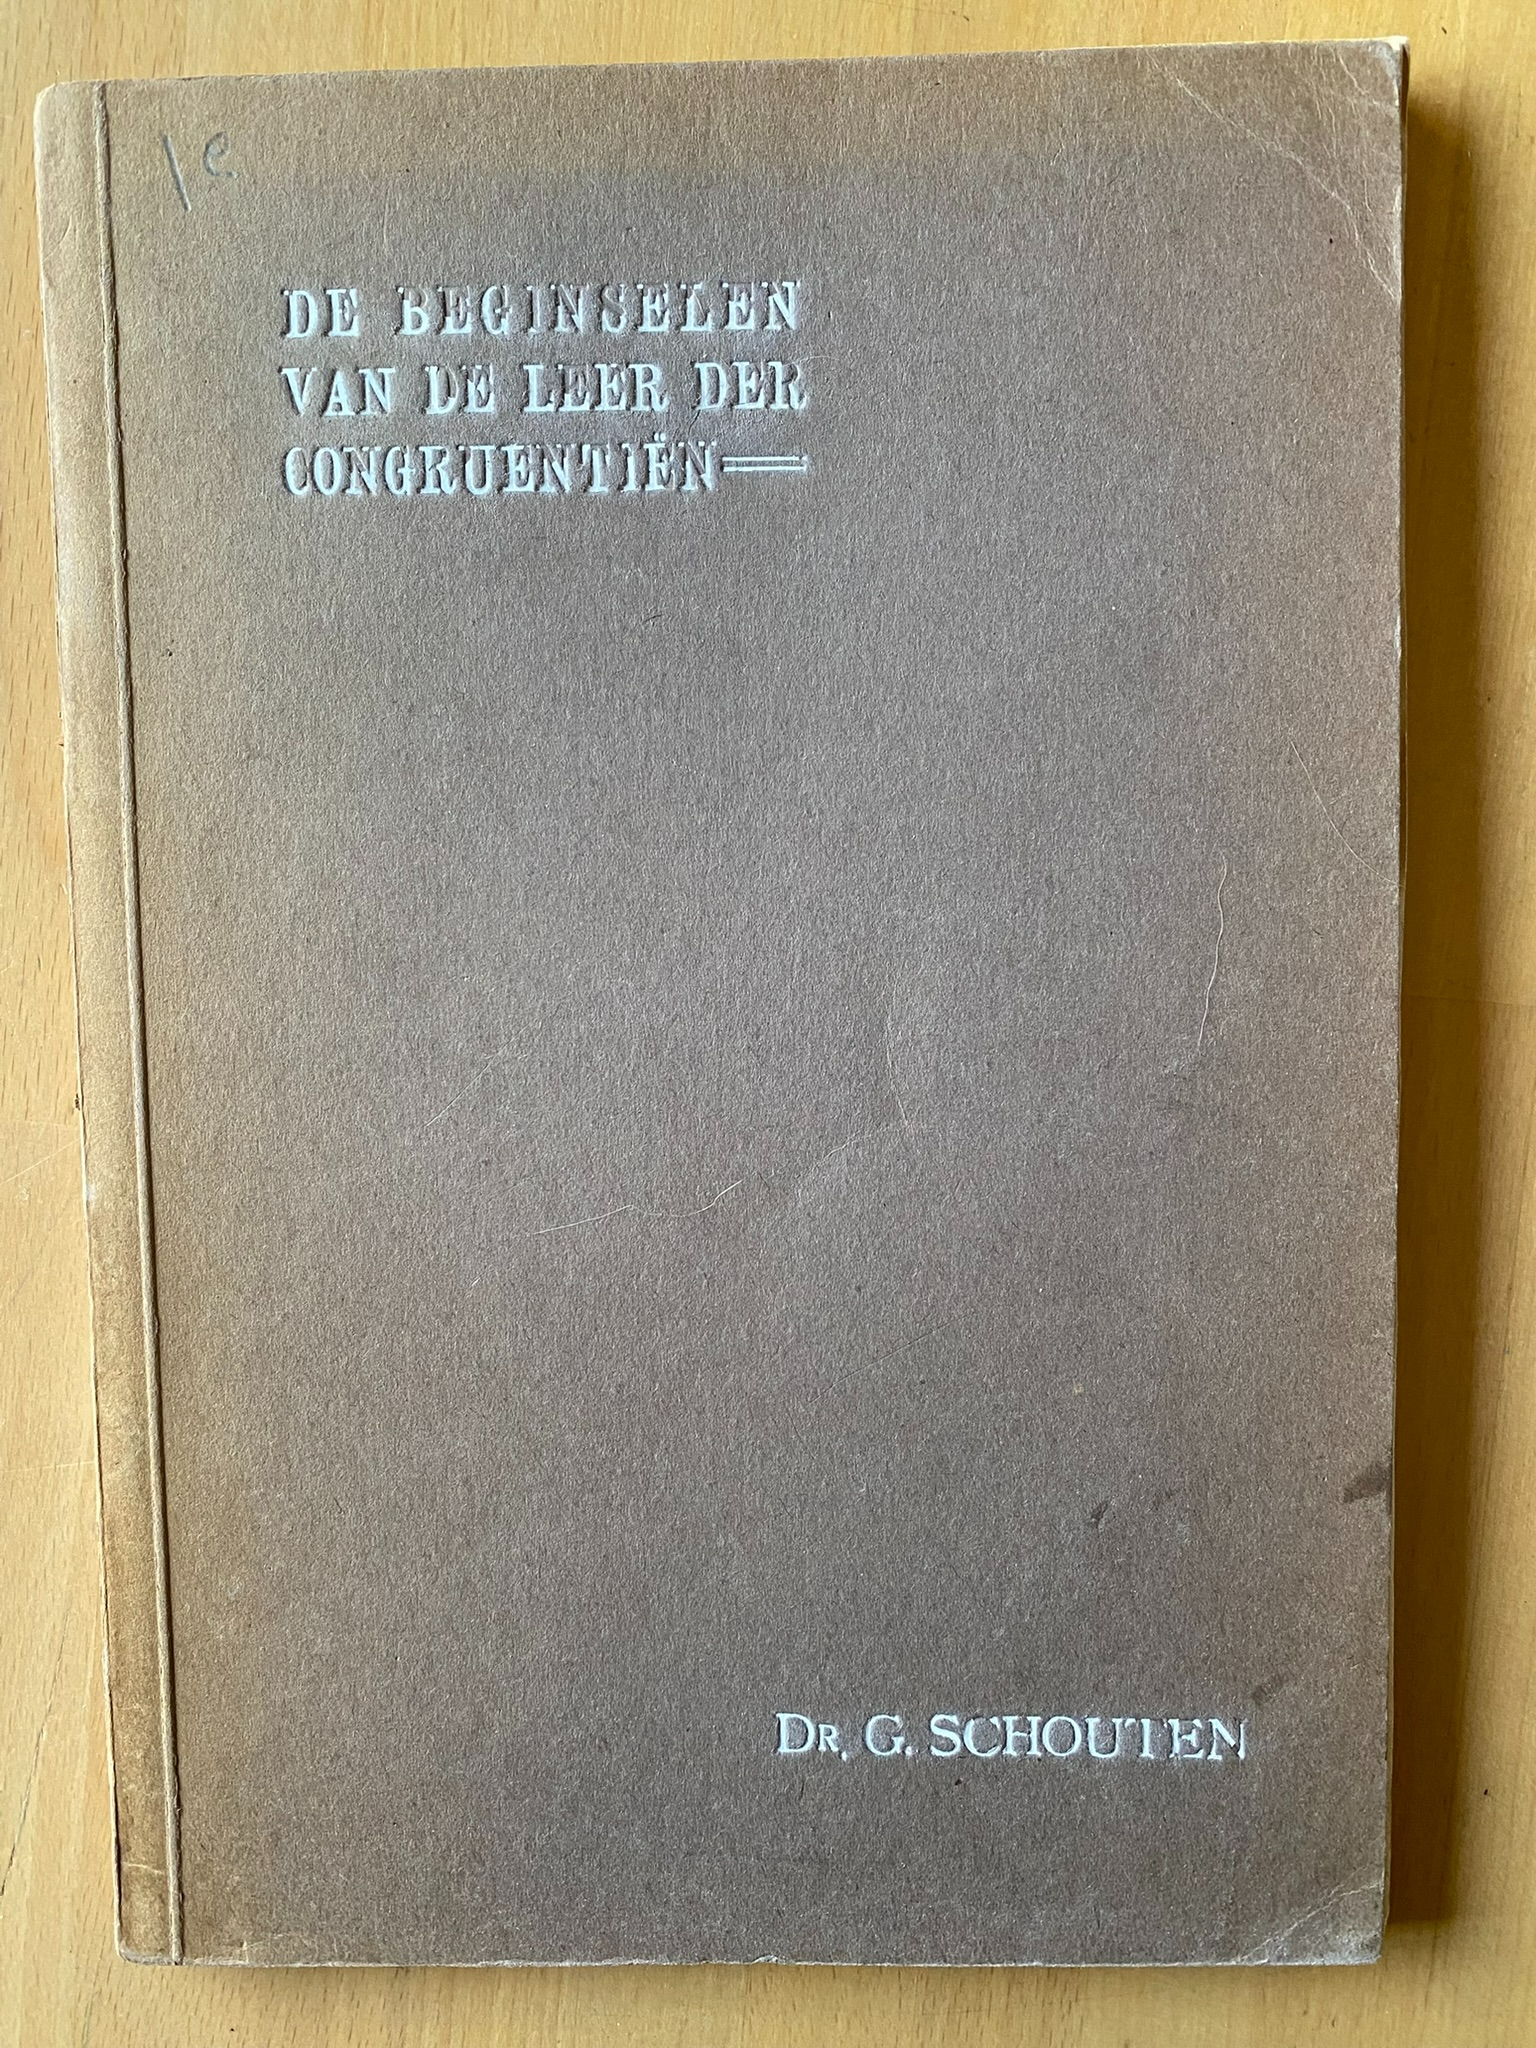 1e
DE BEGINSELEN
VAN DE LEER DER
CONGRUENTIËN
DR. G. SCHOUTEN